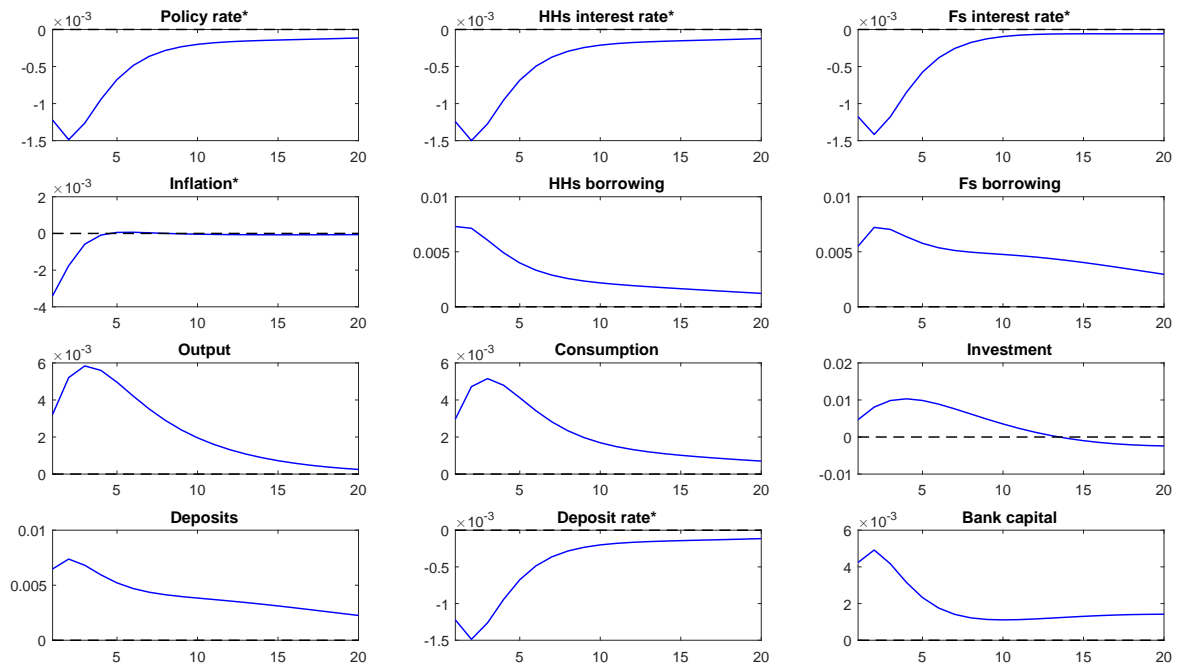 Policy rate*
×10-3
0
-0.5
-1
-1.5
5 10 15 20
HHs interest rate*
×10-3
0
-0.5
-1
-1.5
5 10 15 20
Fs interest rate*
×10-3
0
-0.5
-1
-1.5
5 10 15 20
Inflation*
×10-3
2
0
-2
-4
5 10 15 20
HHs borrowing
0.01
0.005
0
5 10 15 20
Fs borrowing
0.01
0.005
0
5 10 15 20
Output
×10-3
6
4
2
0
5 10 15 20
Consumption
×10-3
6
4
2
0
5 10 15 20
Investment
0.02
0.01
0
-0.01
5 10 15 20
Deposits
0.01
0.005
0
5 10 15 20
Deposit rate*
×10-3
0
-0.5
-1
-1.5
5 10 15 20
Bank capital
×10-3
6
4
2
0
5 10 15 20